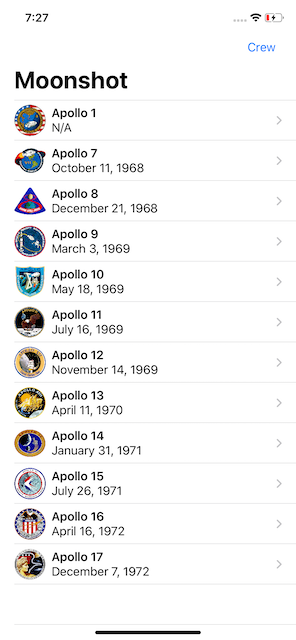 7:27
Crew
Moonshot
Apollo 1
N/A
Apollo 7
October 11, 1968
Apollo 8
December 21, 1968
Apollo 9
March 3, 1969
Apollo 10
May 18, 1969
Apollo 11
July 16, 1969
Apollo 12
November 14, 1969
Apollo 13
April 11, 1970
Apollo 14
January 31, 1971
Apollo 15
July 26, 1971
Apollo 16
April 16, 1972
Apollo 17
December 7, 1972